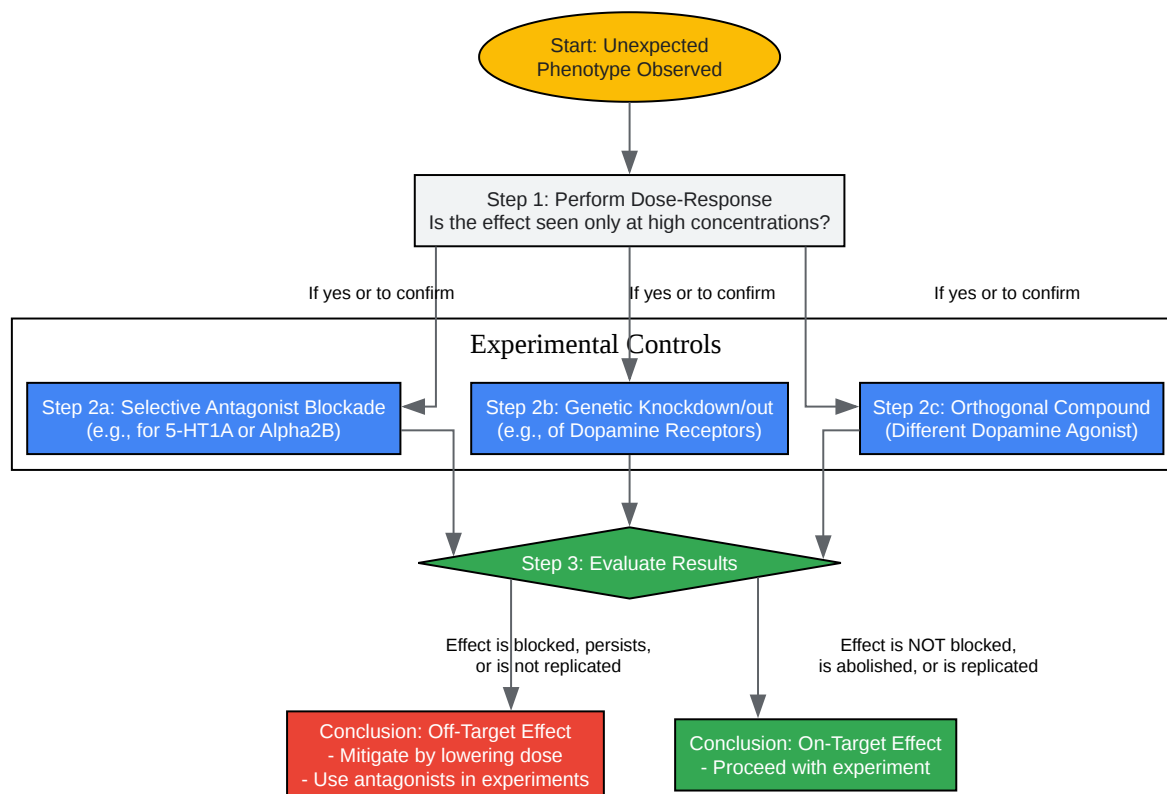 Start: Unexpected
Phenotype Observed
Step 1: Perform Dose-Response
Is the effect seen only at high concentrations?
If yes or to confirm
If yes or to confirm
If yes or to confirm
Experimental Controls
Step 2a: Selective Antagonist Blockade
(e.g., for 5-HT1A or Alpha2B)
Step 2b: Genetic Knockdown/out
(e.g., of Dopamine Receptors)
Step 2c: Orthogonal Compound
(Different Dopamine Agonist)
Step 3: Evaluate Results
Effect is blocked, persists,
or is not replicated
Effect is NOT blocked,
is abolished, or is replicated
Conclusion: Off-Target Effect
- Mitigate by lowering dose
- Use antagonists in experiments
Conclusion: On-Target Effect
- Proceed with experiment